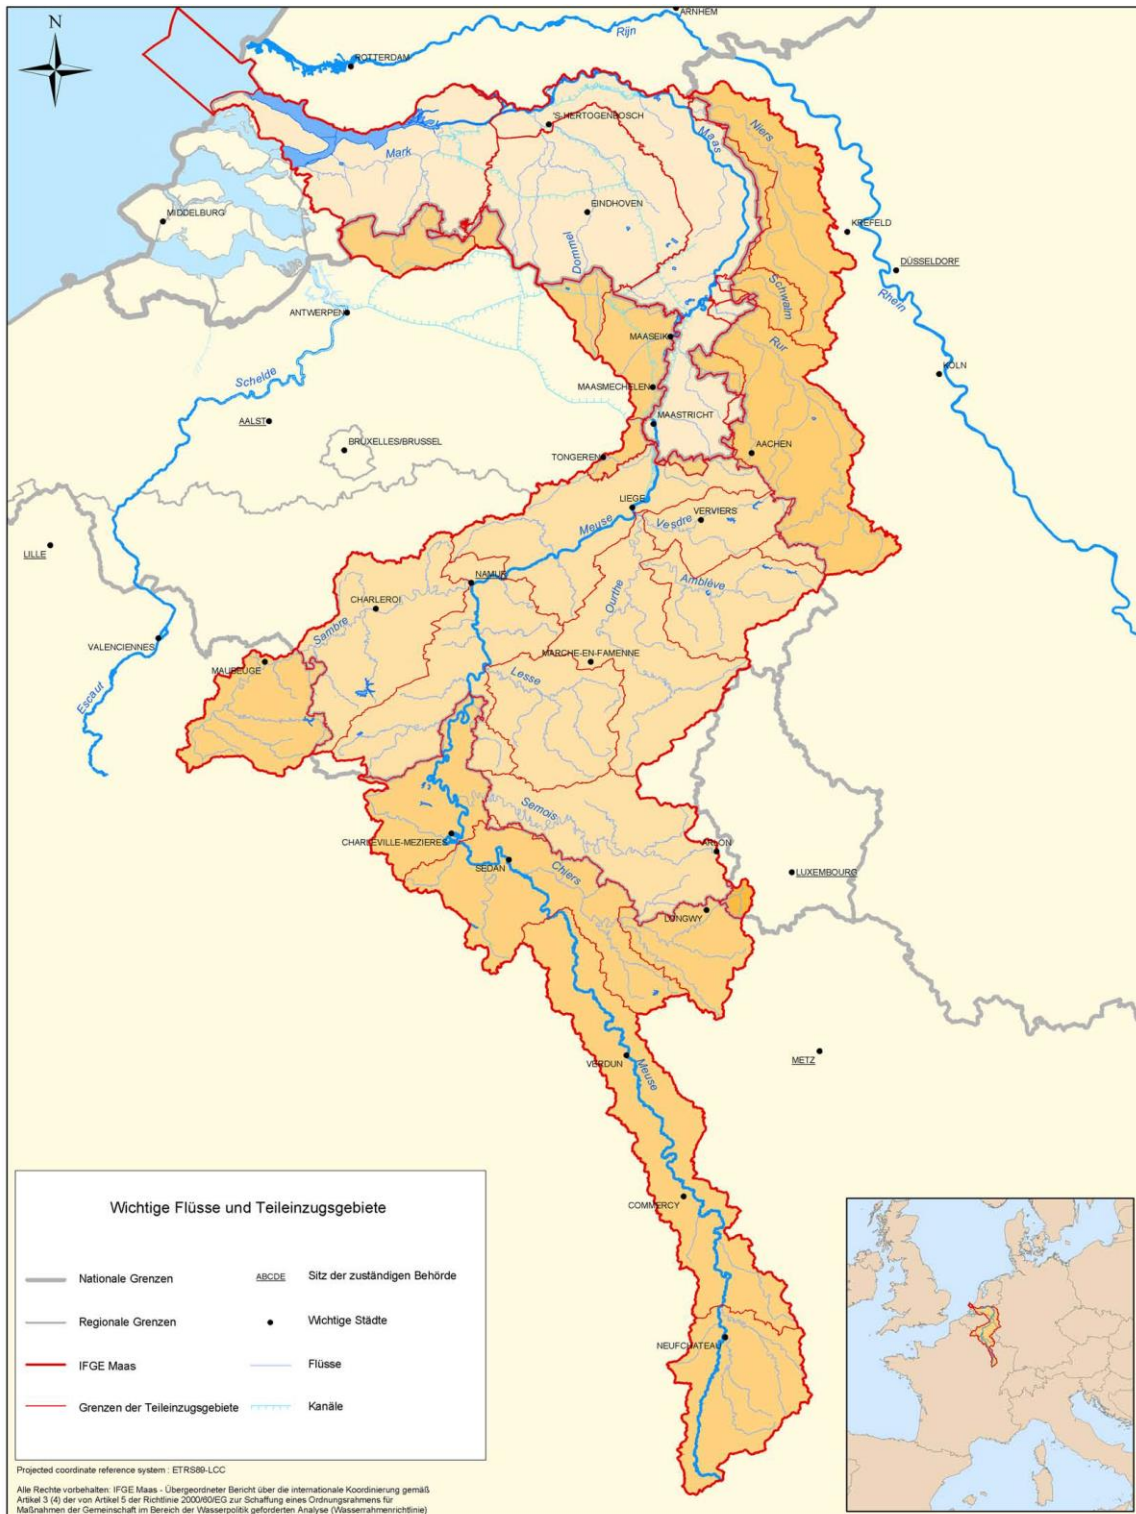 N
ARNHEM
Rijn
ROTTERDAM
'S HERTOGENBOSCH
Niers
Maas
Mark
MIDDELBURG
EINDHOVEN
KREFELD
Dommel
DÜSSELDORF
Schwalm
Rhein
ANTWERPEN
MAASEIK
Rur
KÖLN
Schelde
MAASMECHELEN
AALST
MAASTRICHT
BRUXELLES/BRUSSEL
AACHEN
TONGEREN
LIEGE
Meuse
Vesdre
VERVIERS
LILLE
NAMUR
Amblève
Ourthe
CHARLEROI
Sambre
VALENCIENNES
MAUBEUGE
MARCHE-EN-FAMENNE
Lesse
Escaut
Semois
CHARLEVILLE-MEZIERES
ARLON
SEDAN
Chiers
LUXEMBOURG
LONGWY
METZ
VERDUN
Meuse
COMMERCY
NEUFCHATEAU
Wichtige Flüsse und Teileinzugsgebiete
Nationale Grenzen
ABCDE Sitz der zuständigen Behörde
Regionale Grenzen
Wichtige Städte
IFGE Maas
Flüsse
Grenzen der Teileinzugsgebiete
Kanäle
Projected coordinate reference system : ETRS89-LCC
Alle Rechte vorbehalten: IFGE Maas - Übergeordneter Bericht über die internationale Koordinierung gemäß
Artikel 3 (4) der von Artikel 5 der Richtlinie 2000/60/EG zur Schaffung eines Ordnungsrahmens für
Maßnahmen der Gemeinschaft im Bereich der Wasserpolitik geforderten Analyse (Wasserrahmenrichtlinie)